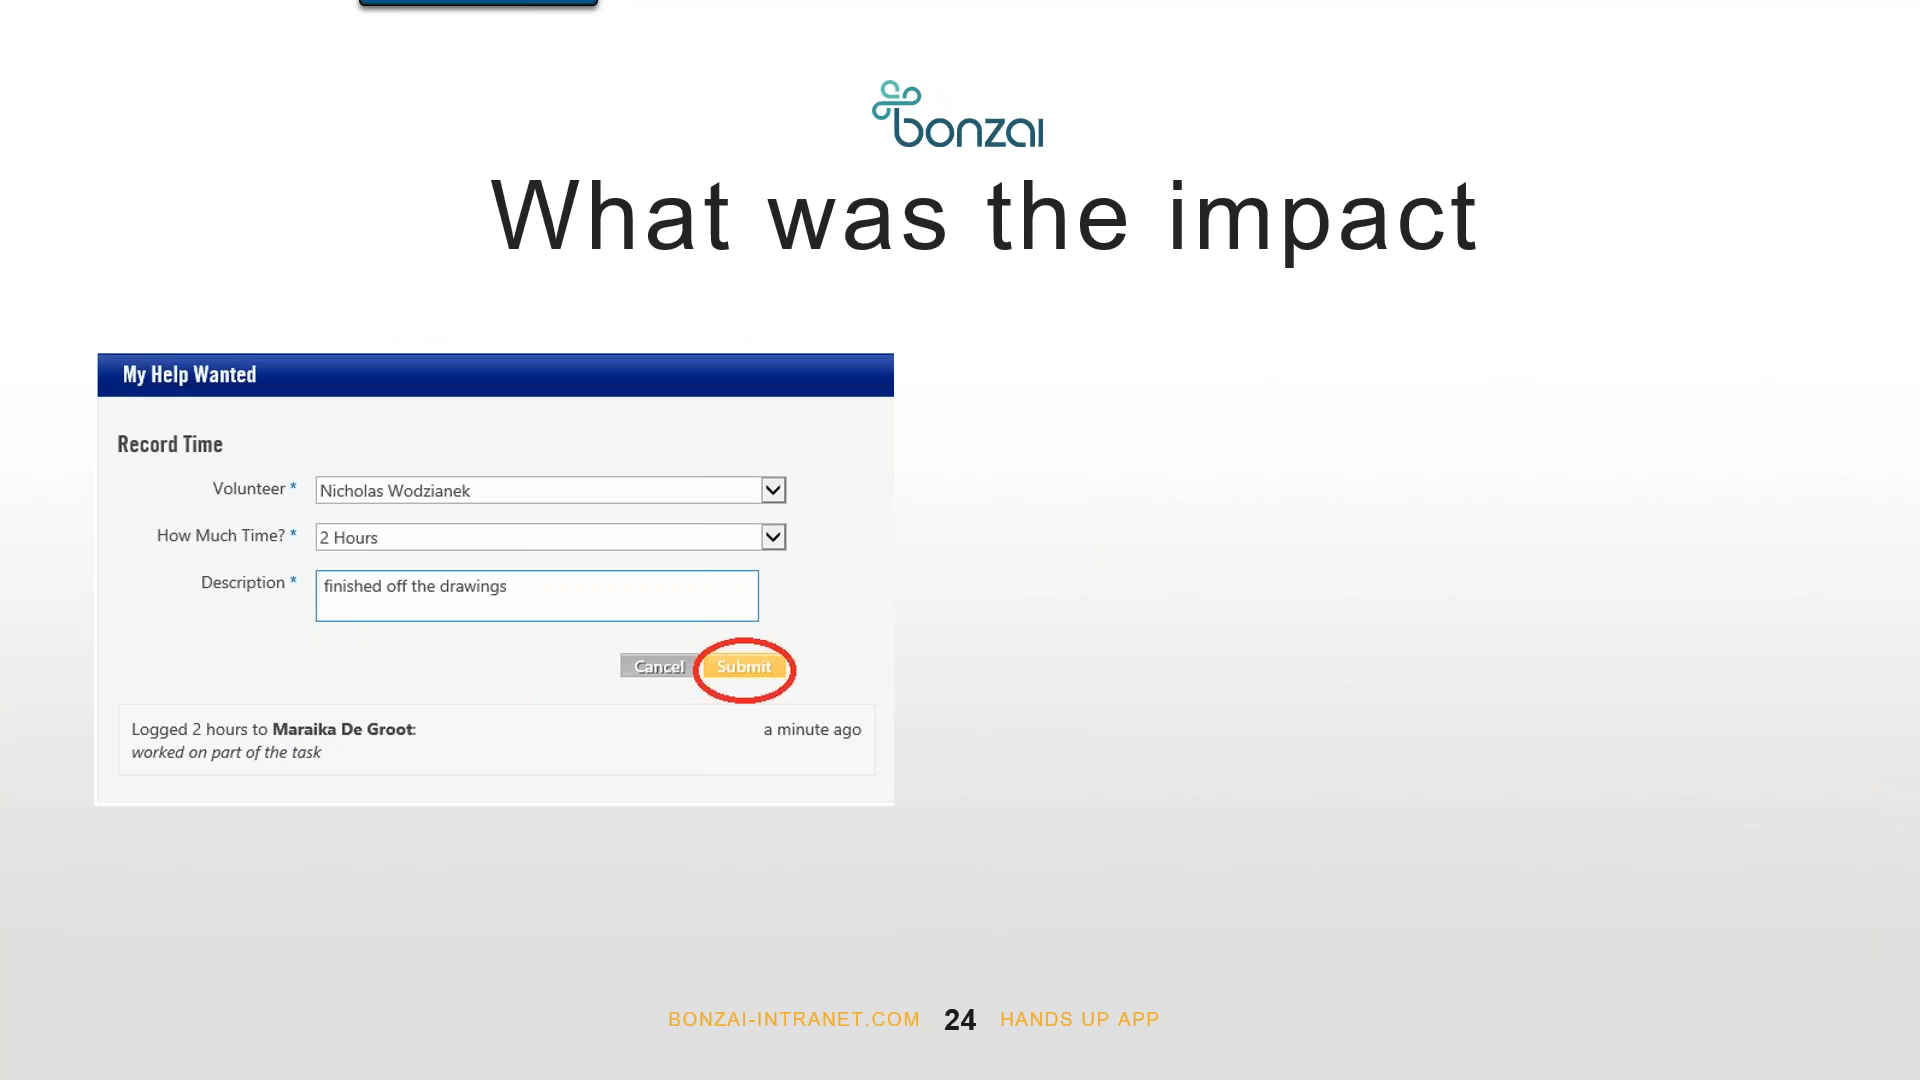 bonzai
What was the impact
My Help Wanted
Record Time
Volunteer * Nicholas Wodzianek
How Much Time? * 2 Hours
Description * finished off the drawings
Cancel Submit
Logged 2 hours to Maraika De Groot: a minute ago
worked on part of the task
BONZAI-INTRANET.COM 24 HANDS UP APP